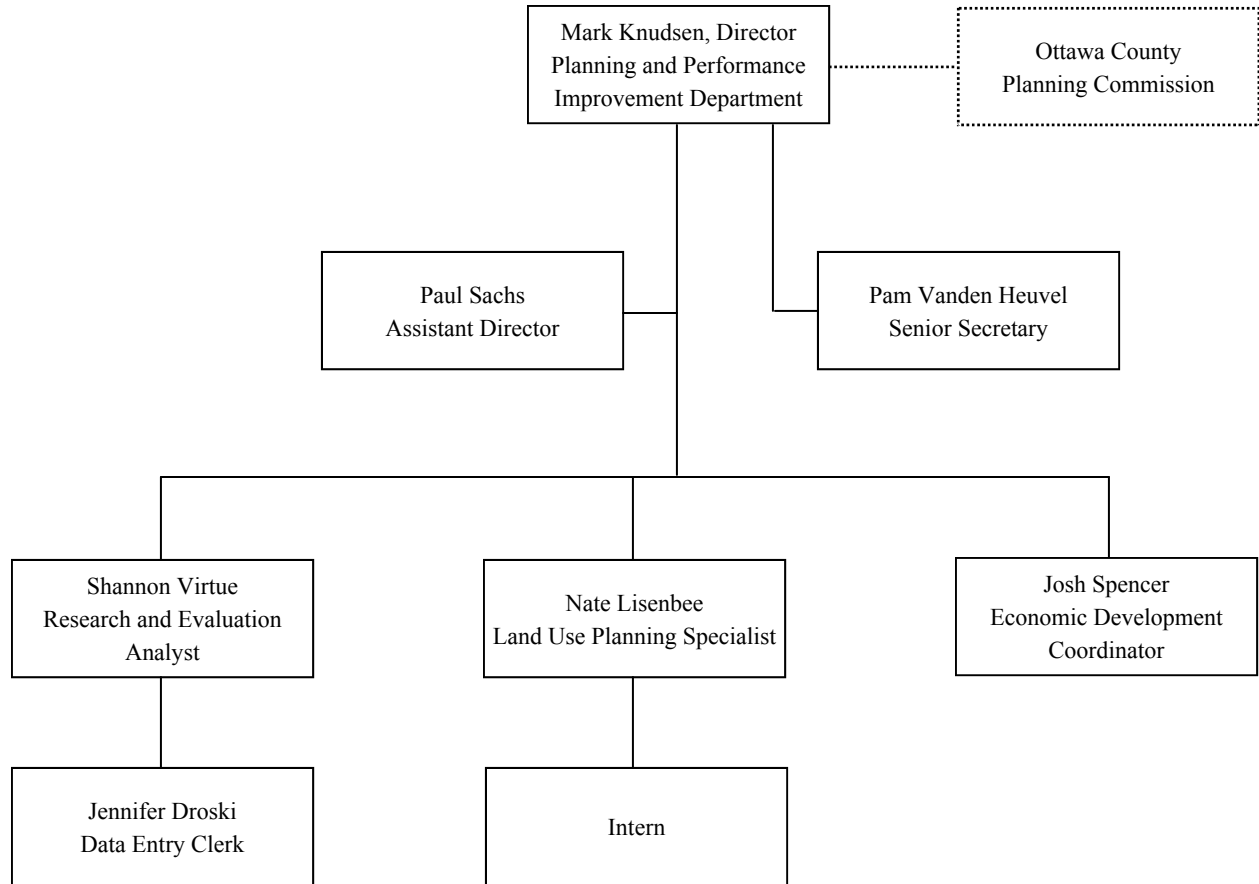 Mark Knudsen, Director
Planning and Performance
Improvement Department
Ottawa County
Planning Commission
Paul Sachs
Assistant Director
Pam Vanden Heuvel
Senior Secretary
Shannon Virtue
Research and Evaluation
Analyst
Nate Lisenbee
Land Use Planning Specialist
Josh Spencer
Economic Development
Coordinator
Jennifer Droski
Data Entry Clerk
Intern